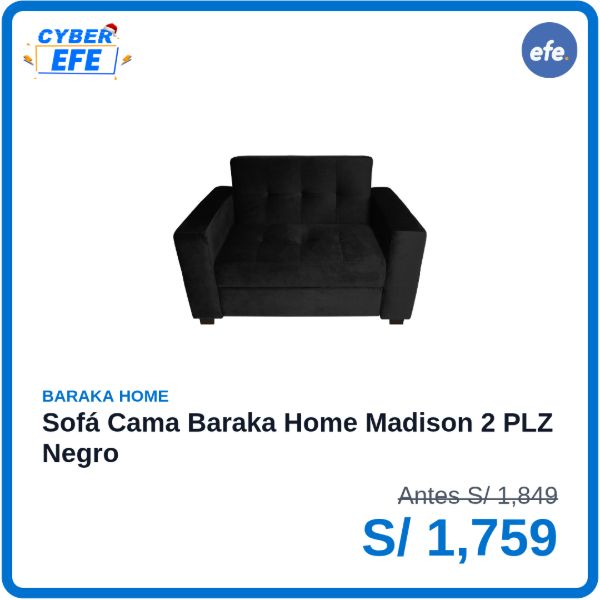 CYBER
EFE
efe.
BARAKA HOME
Sofá Cama Baraka Home Madison 2 PLZ
Negro
Antes S/ 1,849
S/ 1,759